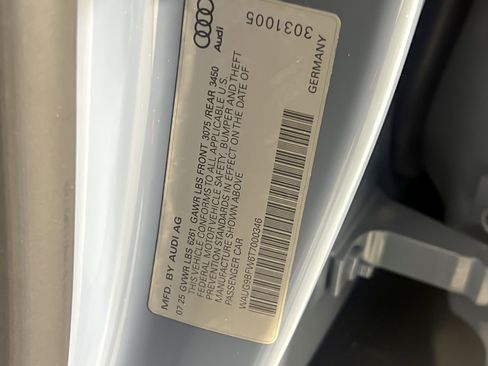 MFD. BY AUDI AG
07.25 GVWR LBS 6261 GAWR LBS FRONT 3075 /REAR 3450
THIS VEHICLE CONFORMS TO ALL APPLICABLE U.S.
FEDERAL MOTOR VEHICLE SAFETY, BUMPER AND THEFT
PREVENTION STANDARDS IN EFFECT ON THE DATE OF
MANUFACTURE SHOWN ABOVE
PASSENGER CAR
WAUG9BFW6T7000346
GERMANY
Audi
3031005